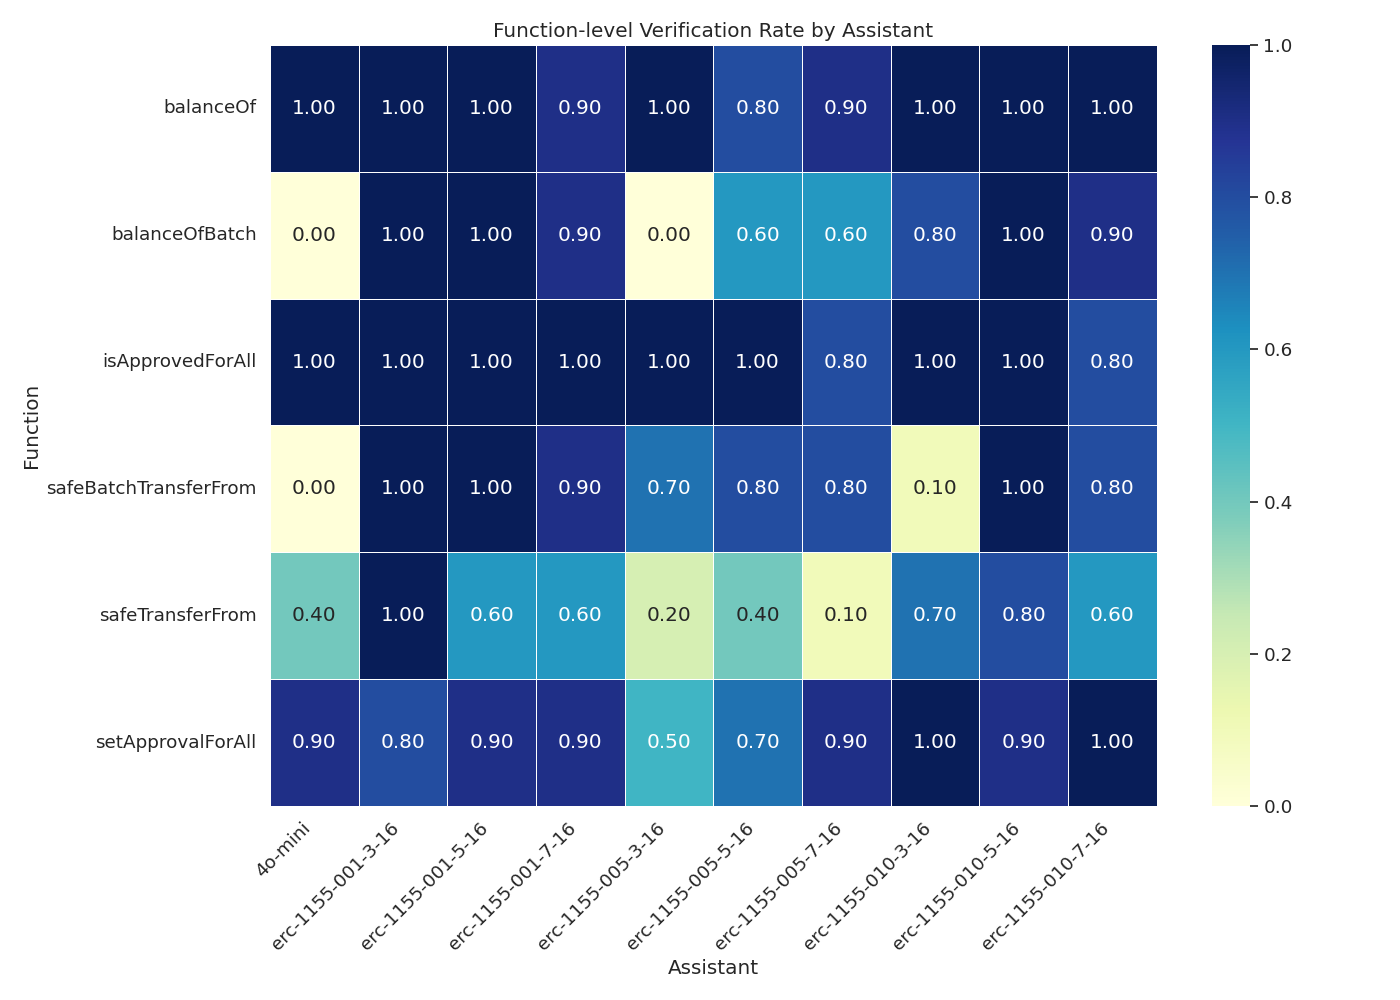 Function-level Verification Rate by Assistant
balanceOf 1.00 1.00 1.00 0.90 1.00 0.80 0.90 1.00 1.00 1.00
balanceOfBatch 0.00 1.00 1.00 0.90 0.00 0.60 0.60 0.80 1.00 0.90
isApprovedForAll 1.00 1.00 1.00 1.00 1.00 1.00 0.80 1.00 1.00 0.80
safeBatchTransferFrom 0.00 1.00 1.00 0.90 0.70 0.80 0.80 0.10 1.00 0.80
safeTransferFrom 0.40 1.00 0.60 0.60 0.20 0.40 0.10 0.70 0.80 0.60
setApprovalForAll 0.90 0.80 0.90 0.90 0.50 0.70 0.90 1.00 0.90 1.00
Function
4o-mini
erc-1155-001-3-16
erc-1155-001-5-16
erc-1155-001-7-16
erc-1155-005-3-16
erc-1155-005-5-16
erc-1155-005-7-16
erc-1155-010-3-16
erc-1155-010-5-16
erc-1155-010-7-16
Assistant
1.0
0.8
0.6
0.4
0.2
0.0